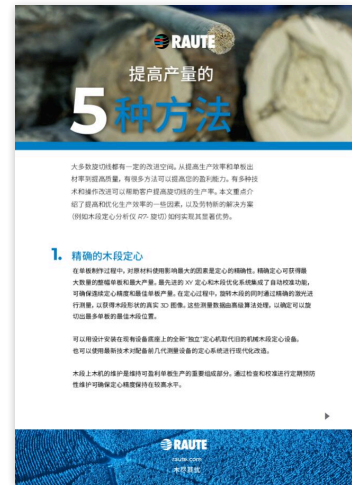 RAUTE
提高产量的
5种方法
大多数旋切线都有一定的改进空间。从提高生产效率和单板出
材率到提高质量，有很多方法可以提高您的盈利能力。有多种技
术和操作改进可以帮助客户提高旋切线的生产率。本文重点介
绍了提高和优化生产效率的一些因素，以及劳特新的解决方案
(例如木段定心分析仪 R7- 旋切) 如何实现其显著优势。
1. 精确的木段定心
在单板制作过程中，对原材料使用影响最大的因素是定心的精确性。精确定心可获得最
大数量的整幅单板和最大产量。最先进的 XY 定心和木段优化系统集成了自动校准功能，
可确保连续定心精度和最佳单板产量。在定心过程中，旋转木段的同时通过精确的激光进
行测量，以获得木段形状的真实 3D 图像。这些测量数据由高级算法处理，以确定可以旋
切出最多单板的最佳木段位置。
可以用设计安装在现有设备底座上的全新“独立”定心机取代旧的机械木段定心设备。
也可以使用最新技术对配备前几代测量设备的定心系统进行现代化改造。
木段上木机的维护是维持可盈利单板生产的重要组成部分。通过检查和校准进行定期预防
性维护可确保定心精度保持在较高水平。
RAUTE
raute.com
木尽其优